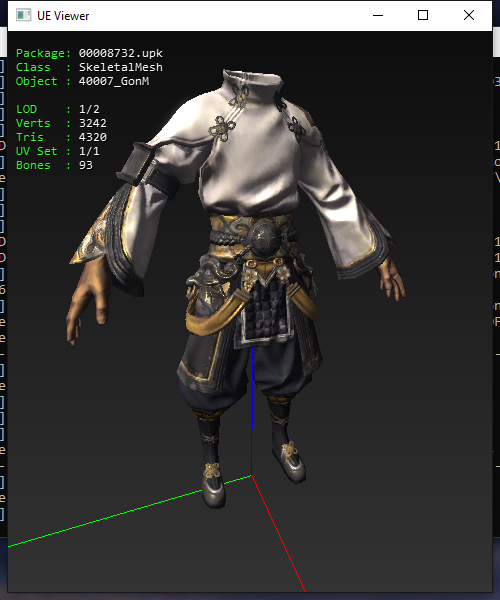 UE Viewer
Package: 00008732.upk
Class  : SkeletalMesh
Object : 40007_GonM
LOD    : 1/2
Verts  : 3242
Tris   : 4320
UV Set : 1/1
Bones  : 93